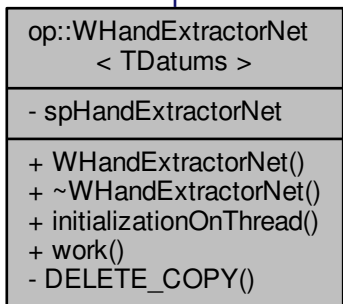 op::WHandExtractorNet
< TDatums >
- spHandExtractorNet
+ WHandExtractorNet()
+ ~WHandExtractorNet()
+ initializationOnThread()
+ work()
- DELETE_COPY()